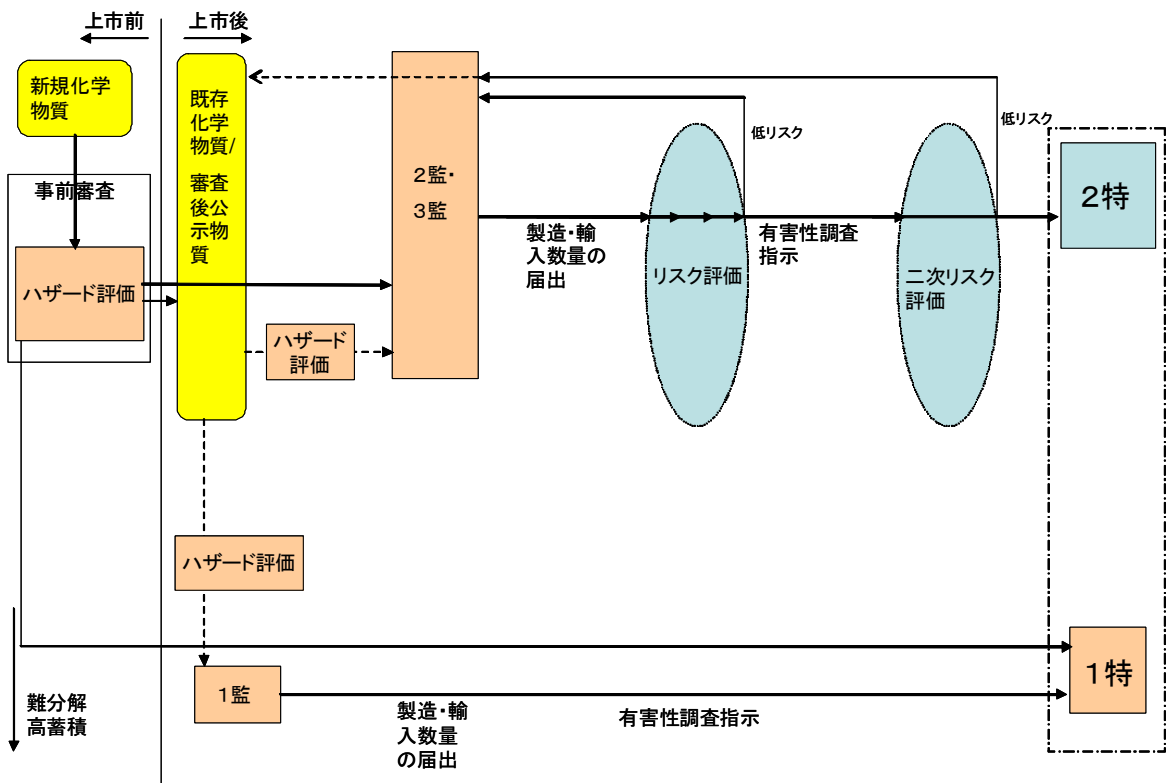 上市前
上市後
新規化学
物質
事前審査
ハザード評価
既存
化学
物質/
審査
後公
示物
質
ハザード
評価
2監・
3監
製造・輸
入数量の
届出
リスク評価
低リスク
有害性調査
指示
二次リスク
評価
低リスク
2特
ハザード評価
難分解
高蓄積
1監
製造・輸
入数量
の届出
有害性調査指示
1特